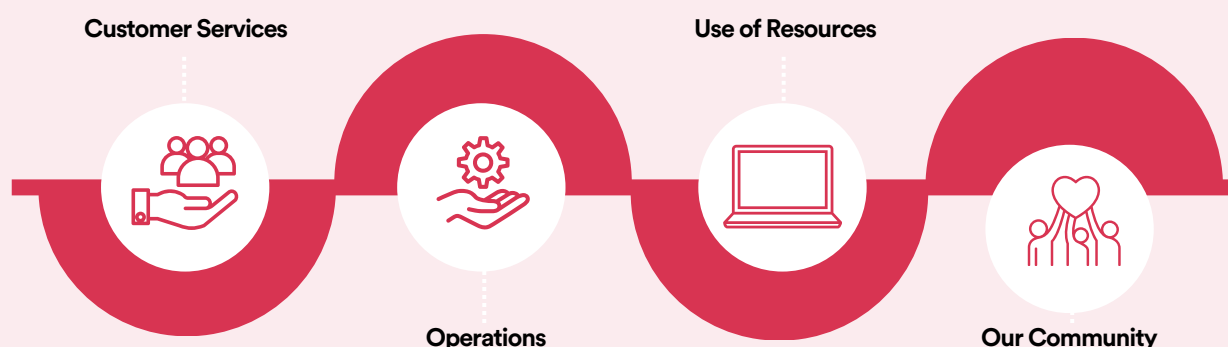 Customer Services
Use of Resources
Operations
Our Community